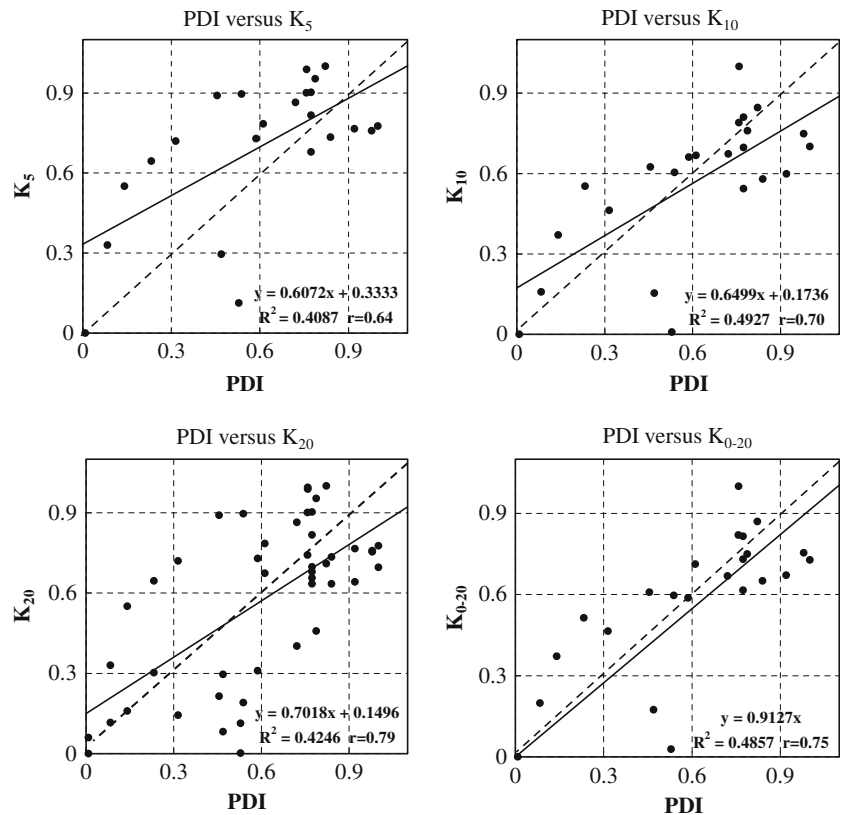 PDI versus K5
K5
0.9
0.6
0.3
0
y = 0.6072x + 0.3333
R² = 0.4087 r=0.64
0 0.3 0.6 0.9
PDI
PDI versus K10
K10
0.9
0.6
0.3
0
y = 0.6499x + 0.1736
R² = 0.4927 r=0.70
0 0.3 0.6 0.9
PDI
PDI versus K20
K20
0.9
0.6
0.3
0
y = 0.7018x + 0.1496
R² = 0.4246 r=0.79
0 0.3 0.6 0.9
PDI
PDI versus K0-20
K0-20
0.9
0.6
0.3
0
y = 0.9127x
R² = 0.4857 r=0.75
0 0.3 0.6 0.9
PDI